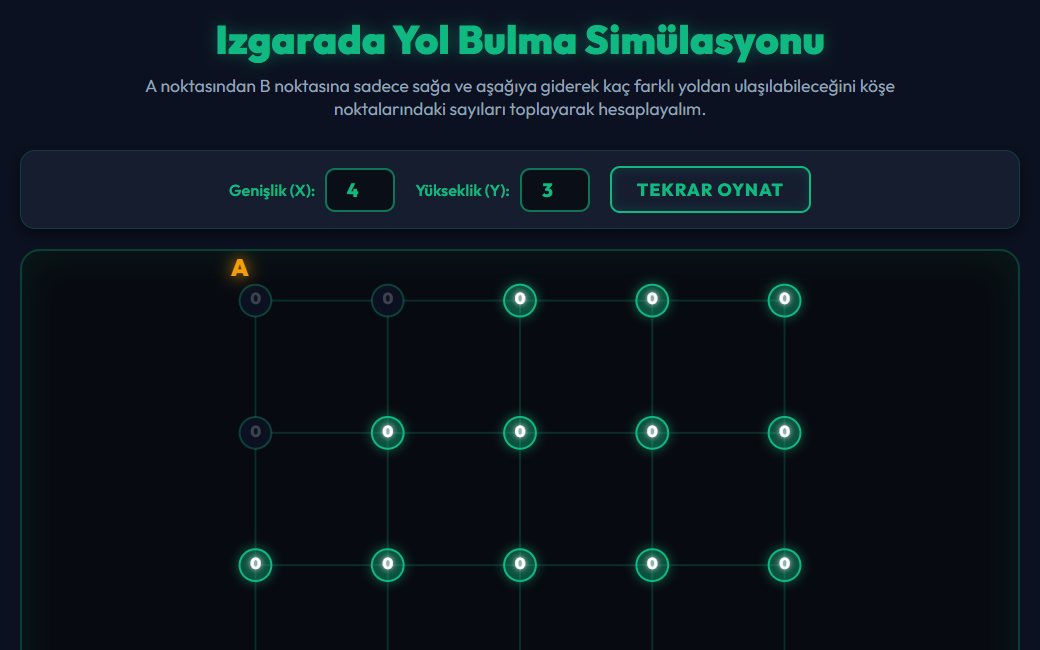 Izgarada Yol Bulma Simülasyonu
A noktasından B noktasına sadece sağa ve aşağıya giderek kaç farklı yoldan ulaşılabileceğini köşe
noktalarındaki sayıları toplayarak hesaplayalım.
Genişlik (X): 4 Yükseklik (Y): 3 TEKRAR OYNAT
A
0 0 0 0 0
0 0 0 0 0
0 0 0 0 0